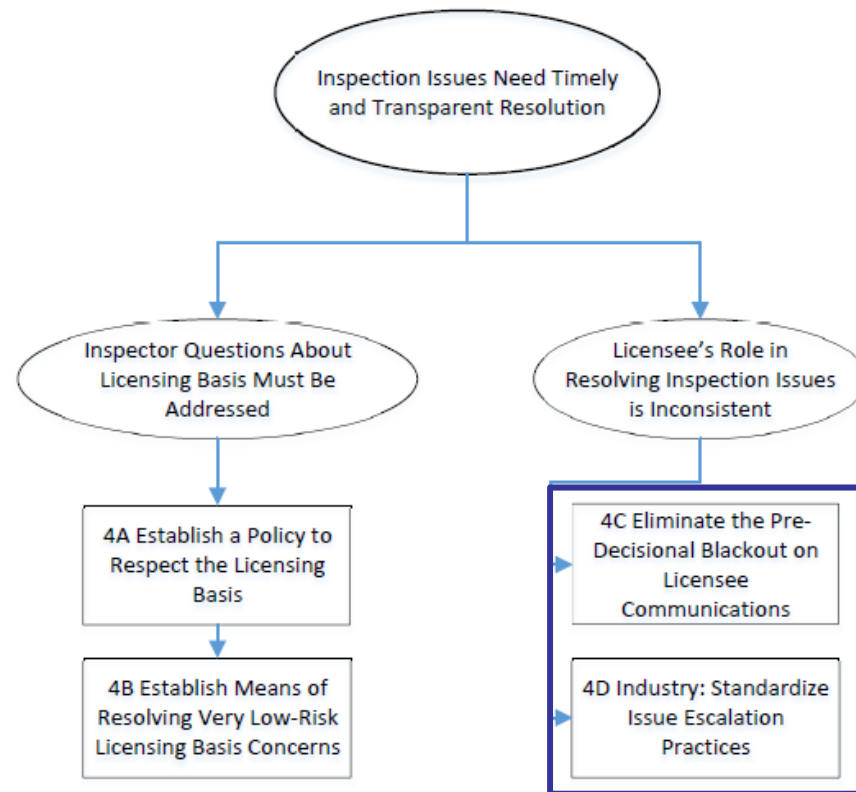 Inspection Issues Need Timely
and Transparent Resolution
Inspector Questions About
Licensing Basis Must Be
Addressed
Licensee's Role in
Resolving Inspection Issues
is Inconsistent
4A Establish a Policy to
Respect the Licensing
Basis
4C Eliminate the Pre-
Decisional Blackout on
Licensee
Communications
4B Establish Means of
Resolving Very Low-Risk
Licensing Basis Concerns
4D Industry: Standardize
Issue Escalation
Practices